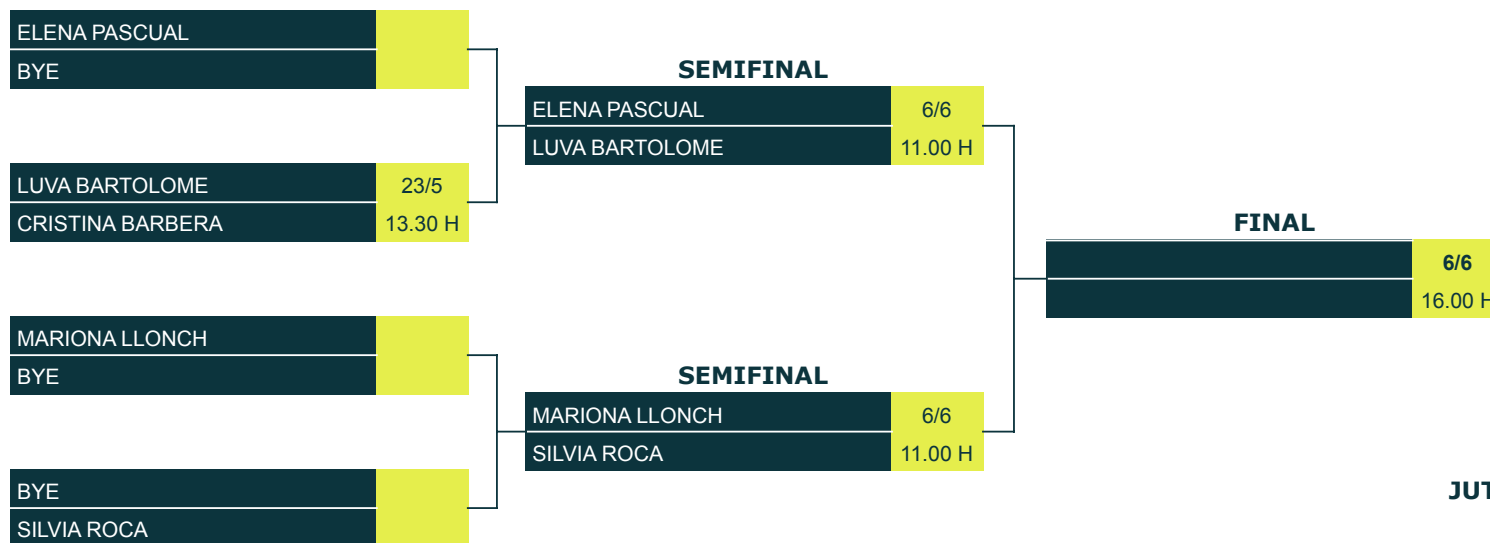 ELENA PASCUAL
BYE
LUVA BARTOLOME 23/5
CRISTINA BARBERA 13.30 H
MARIONA LLONCH
BYE
BYE
SILVIA ROCA
SEMIFINAL
ELENA PASCUAL 6/6
LUVA BARTOLOME 11.00 H
SEMIFINAL
MARIONA LLONCH 6/6
SILVIA ROCA 11.00 H
FINAL
6/6
16.00 H